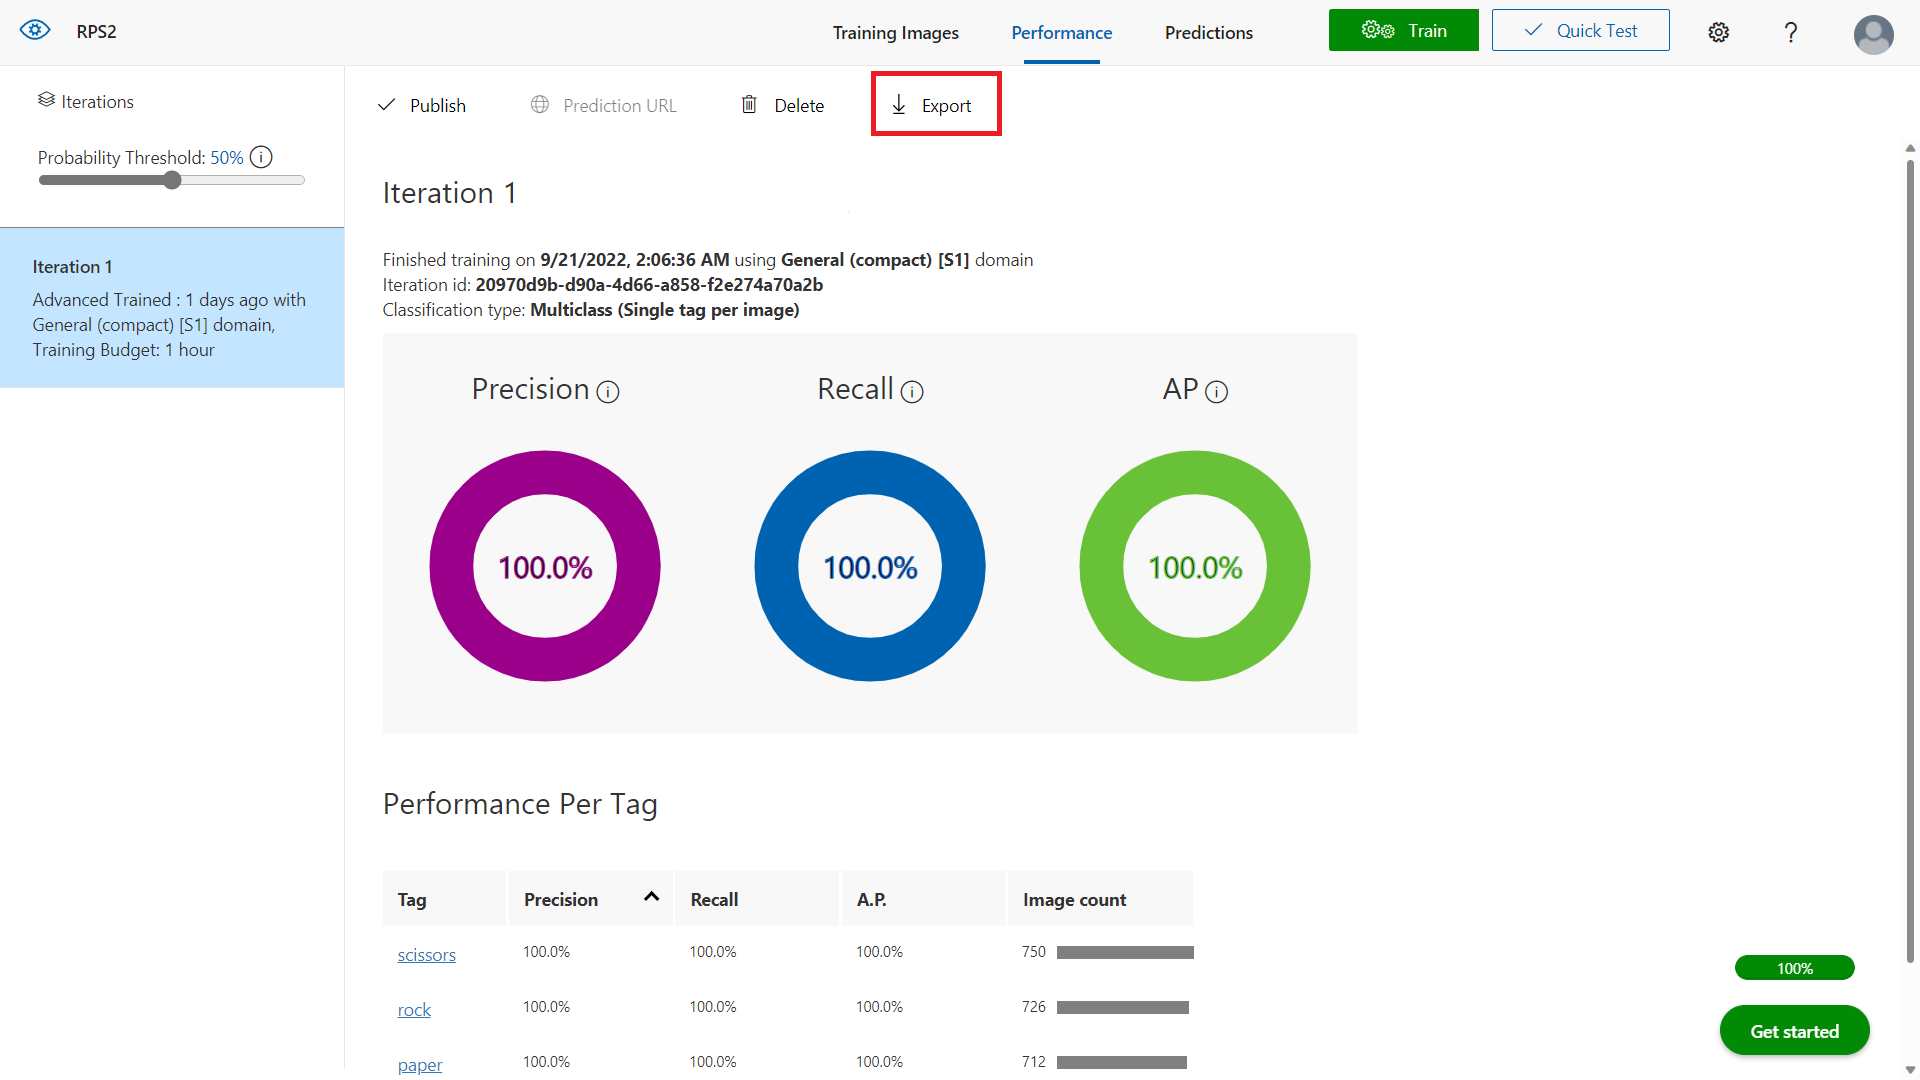 RPS2
Training Images
Performance
Predictions
Train
Quick Test
?
Iterations
Probability Threshold: 50%
Publish
Prediction URL
Delete
Export
Iteration 1
Advanced Trained : 1 days ago with
General (compact) [S1] domain,
Training Budget: 1 hour
Iteration 1
Finished training on 9/21/2022, 2:06:36 AM using General (compact) [S1] domain
Iteration id: 20970d9b-d90a-4d66-a858-f2e274a70a2b
Classification type: Multiclass (Single tag per image)
Precision
Recall
AP
100.0%
100.0%
100.0%
Performance Per Tag
Tag Precision Recall A.P. Image count
scissors 100.0% 100.0% 100.0% 750
rock 100.0% 100.0% 100.0% 726
paper 100.0% 100.0% 100.0% 712
100%
Get started